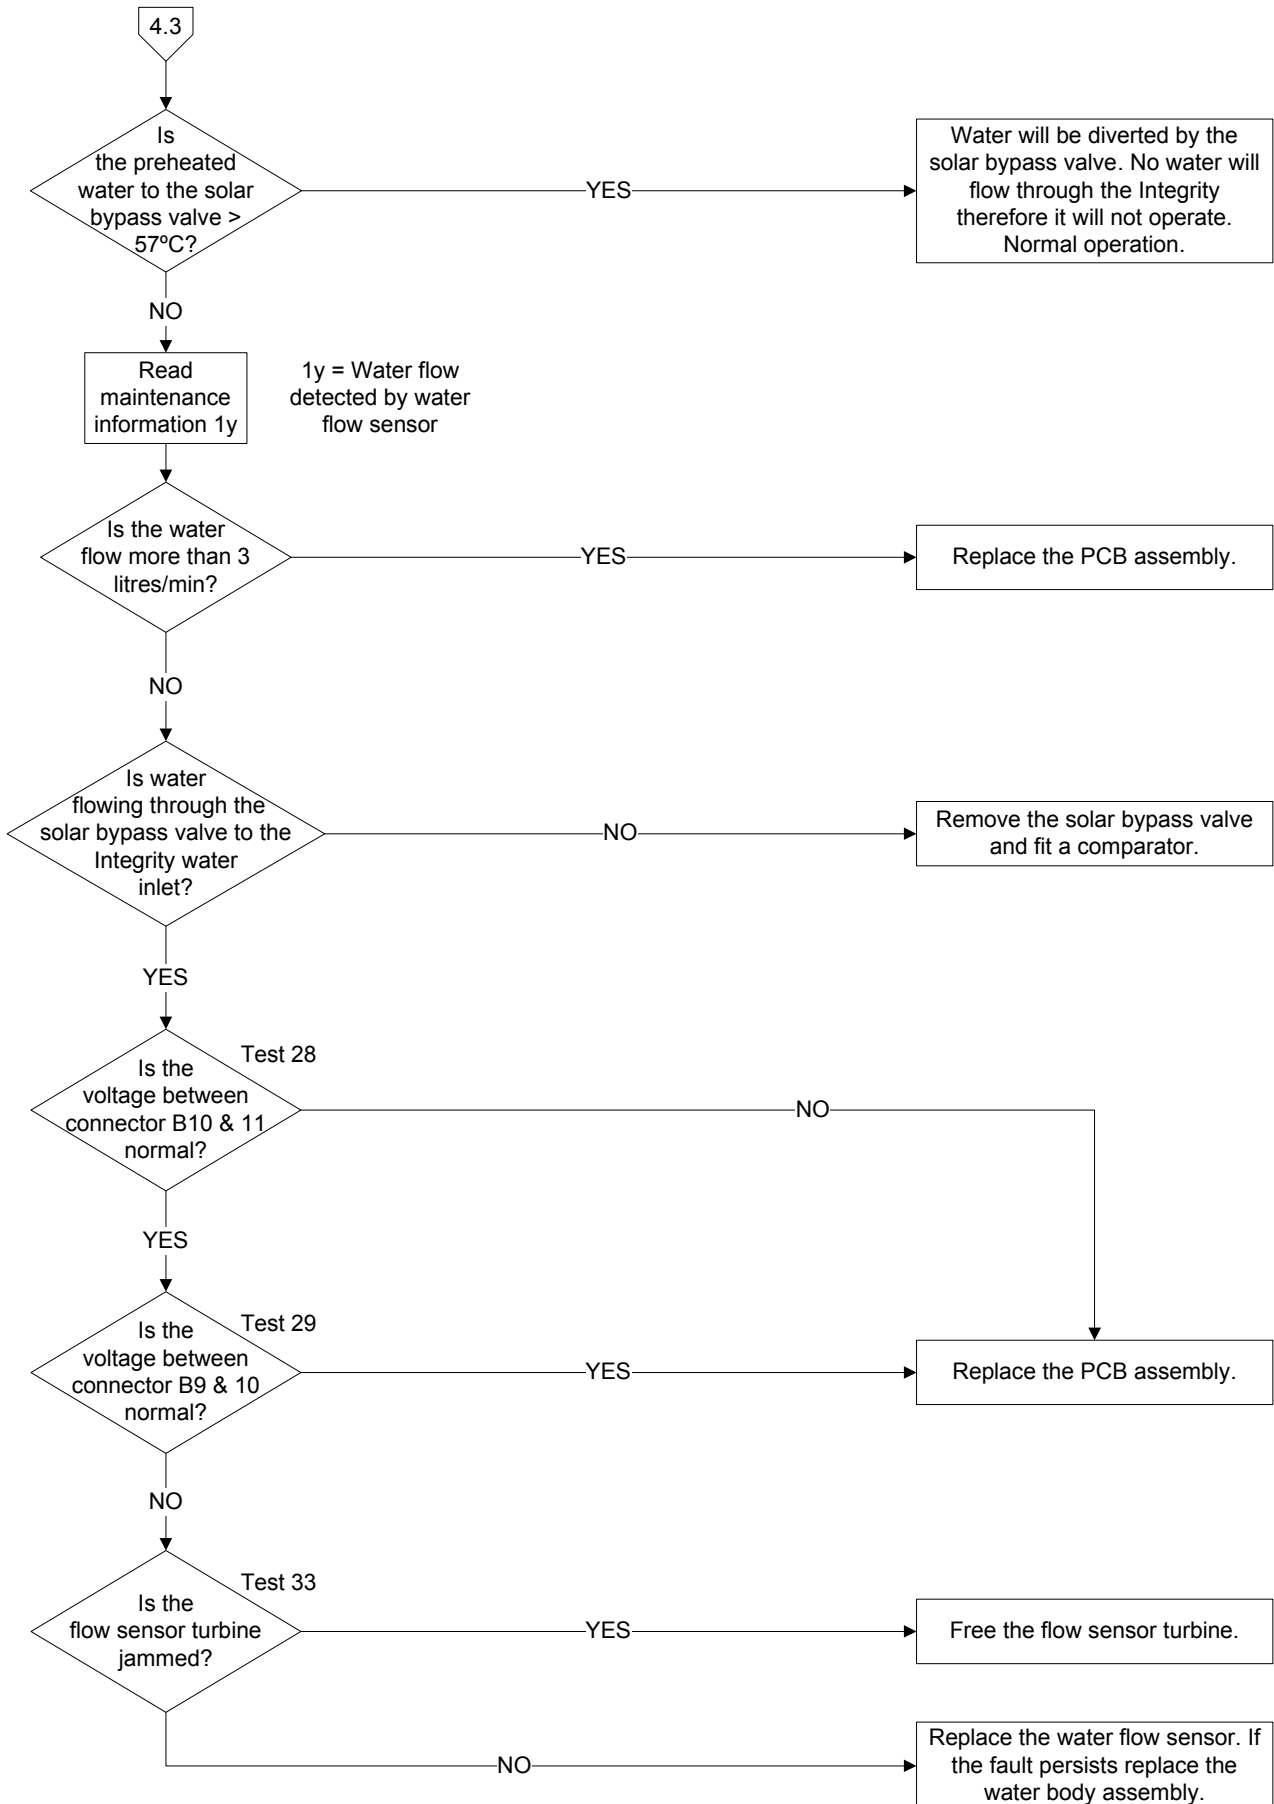 4.3
Is
the preheated
water to the solar
bypass valve >
57ºC?
YES
Water will be diverted by the
solar bypass valve. No water will
flow through the Integrity
therefore it will not operate.
Normal operation.
NO
Read
maintenance
information 1y
1y = Water flow
detected by water
flow sensor
Is the water
flow more than 3
litres/min?
YES
Replace the PCB assembly.
NO
Is water
flowing through the
solar bypass valve to the
Integrity water
inlet?
NO
Remove the solar bypass valve
and fit a comparator.
YES
Test 28
Is the
voltage between
connector B10 & 11
normal?
NO
YES
Test 29
Is the
voltage between
connector B9 & 10
normal?
YES
Replace the PCB assembly.
NO
Test 33
Is the
flow sensor turbine
jammed?
YES
Free the flow sensor turbine.
NO
Replace the water flow sensor. If
the fault persists replace the
water body assembly.